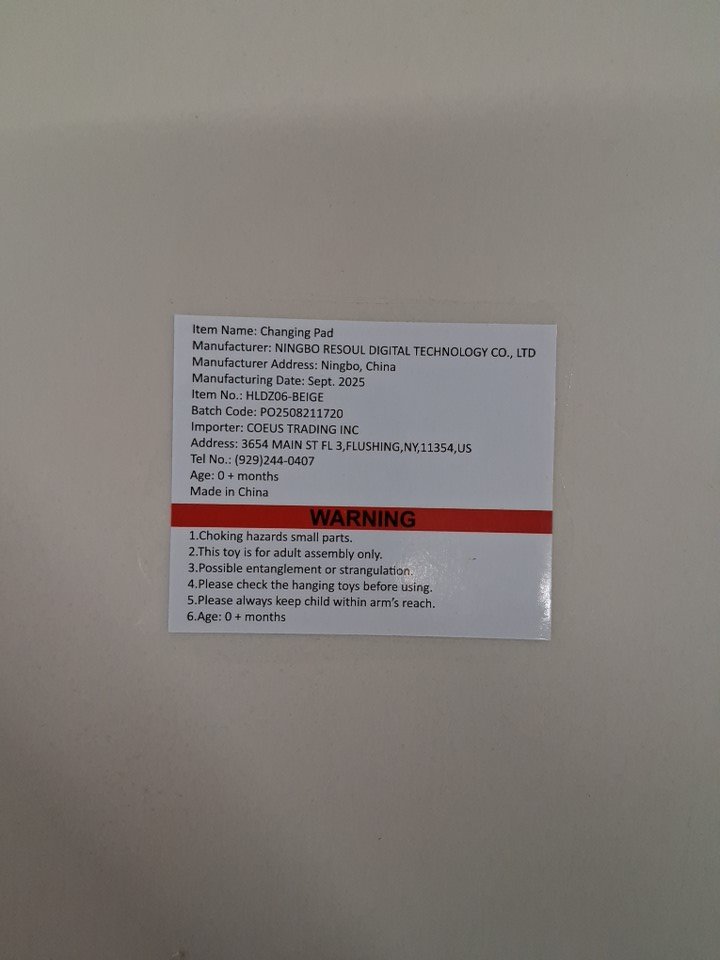 Item Name: Changing Pad
Manufacturer: NINGBO RESOUL DIGITAL TECHNOLOGY CO., LTD
Manufacturer Address: Ningbo, China
Manufacturing Date: Sept. 2025
Item No.: HLDZ06-BEIGE
Batch Code: PO2508211720
Importer: COEUS TRADING INC
Address: 3654 MAIN ST FL 3,FLUSHING,NY,11354,US
Tel No.: (929)244-0407
Age: 0 + months
Made in China
WARNING
1.Choking hazards small parts.
2.This toy is for adult assembly only.
3.Possible entanglement or strangulation.
4.Please check the hanging toys before using.
5.Please always keep child within arm's reach.
6.Age: 0 + months